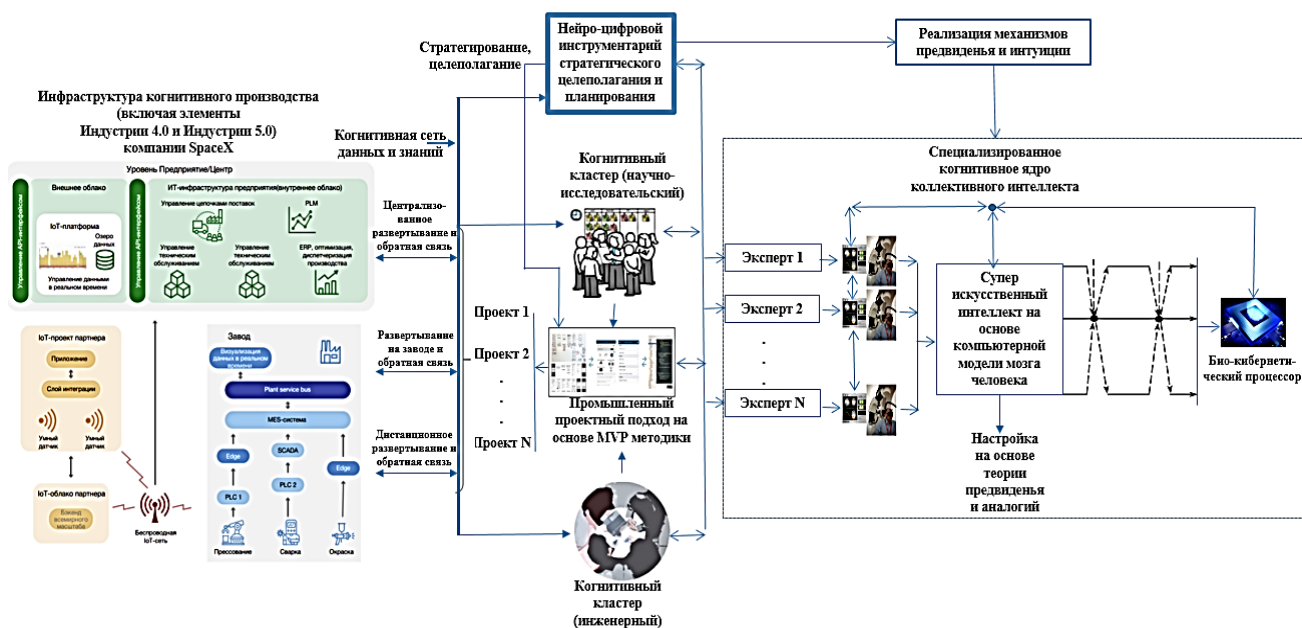 Нейро-цифровой
инструментарий
стратегического
целеполагания и
планирования
Реализация механизмов
предвиденья и интуиции
Стратегирование,
целеполагание
Инфраструктура когнитивного производства
(включая элементы
Индустрии 4.0 и Индустрии 5.0)
компании SpaceX
Когнитивная сеть
данных и знаний
Уровень Предприятие/Центр
Управление API-интерфейсом
Внешнее облако
IoT-платформа
Озеро
данных
Управление данными
в реальном времени
Управление API-интерфейсом
ИТ-инфраструктура предприятия(внутреннее облако)
Управление цепочками поставок
PLM
Управление
техническим
обслуживанием
Управление
техническим
обслуживанием
ERP, оптимизация,
диспетчеризация
производства
Централизо-
ванное
развертывание и
обратная связь
Развертывание
на заводе и
обратная связь
Дистанционное
развертывание и
обратная связь
IoT-проект партнера
Приложение
Слой интеграции
Умный
датчик
Умный
датчик
IoT-облако партнера
Бэкенд
всемирного
масштаба
Беспроводная
IoT-сеть
Завод
Визуализация
данных в реальном
времени
Plant service bus
MES-система
Edge
SCADA
Edge
PLC 1
PLC 2
Прессование
Сварка
Окраска
Когнитивный
кластер (научно-
исследовательский)
Проект 1
Проект 2
Проект N
Промышленный
проектный подход на
основе MVP методики
Когнитивный
кластер
(инженерный)
Специализированное
когнитивное ядро
коллективного интеллекта
Эксперт 1
Эксперт 2
Эксперт N
Супер
искусственный
интеллект на
основе
компьютерной
модели мозга
человека
Настройка
на основе
теории
предвиденья
и аналогий
Био-кибернети-
ческий процессор